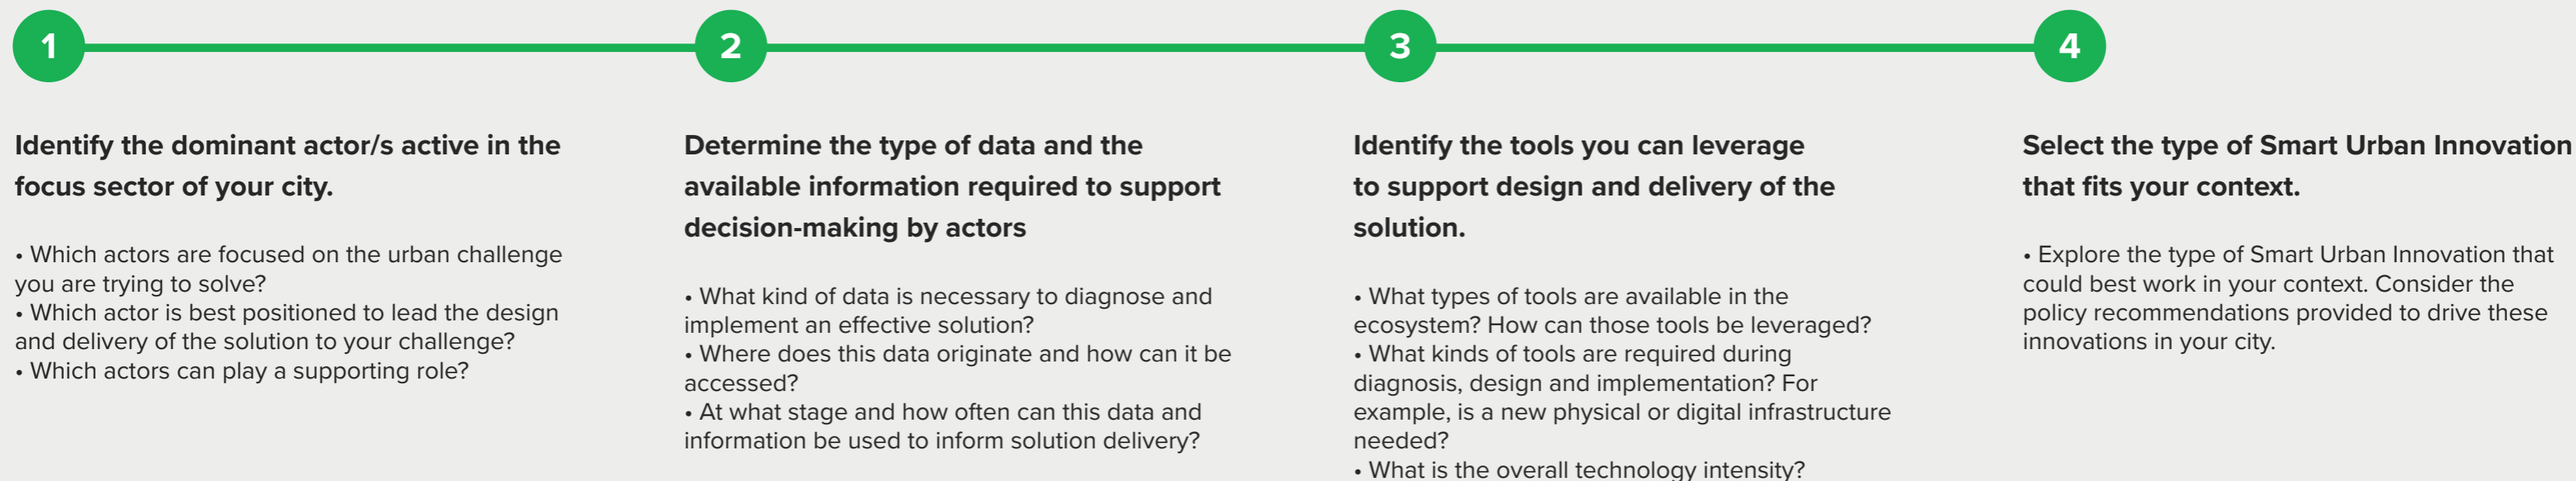 1
2
3
4
Identify the dominant actor/s active in the
focus sector of your city.
• Which actors are focused on the urban challenge
you are trying to solve?
• Which actor is best positioned to lead the design
and delivery of the solution to your challenge?
• Which actors can play a supporting role?
Determine the type of data and the
available information required to support
decision-making by actors
• What kind of data is necessary to diagnose and
implement an effective solution?
• Where does this data originate and how can it be
accessed?
• At what stage and how often can this data and
information be used to inform solution delivery?
Identify the tools you can leverage
to support design and delivery of the
solution.
• What types of tools are available in the
ecosystem? How can those tools be leveraged?
• What kinds of tools are required during
diagnosis, design and implementation? For
example, is a new physical or digital infrastructure
needed?
• What is the overall technology intensity?
Select the type of Smart Urban Innovation
that fits your context.
• Explore the type of Smart Urban Innovation that
could best work in your context. Consider the
policy recommendations provided to drive these
innovations in your city.